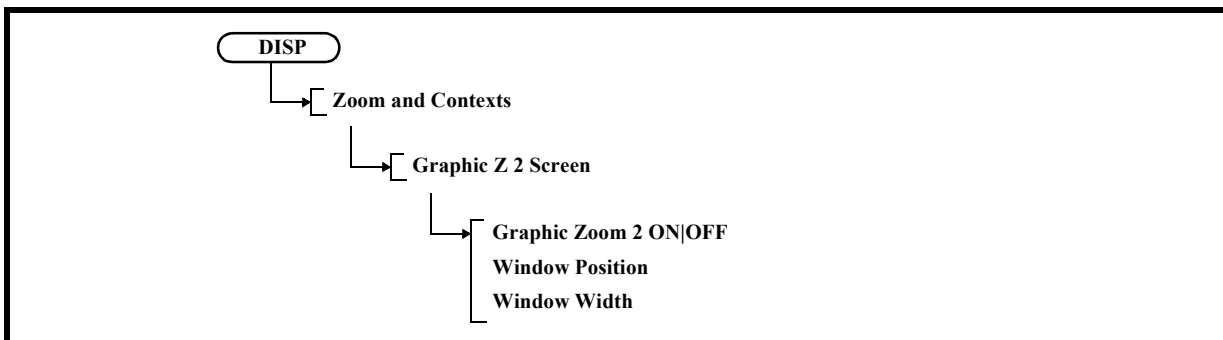 DISP
Zoom and Contexts
Graphic Z 2 Screen
Graphic Zoom 2 ON|OFF
Window Position
Window Width